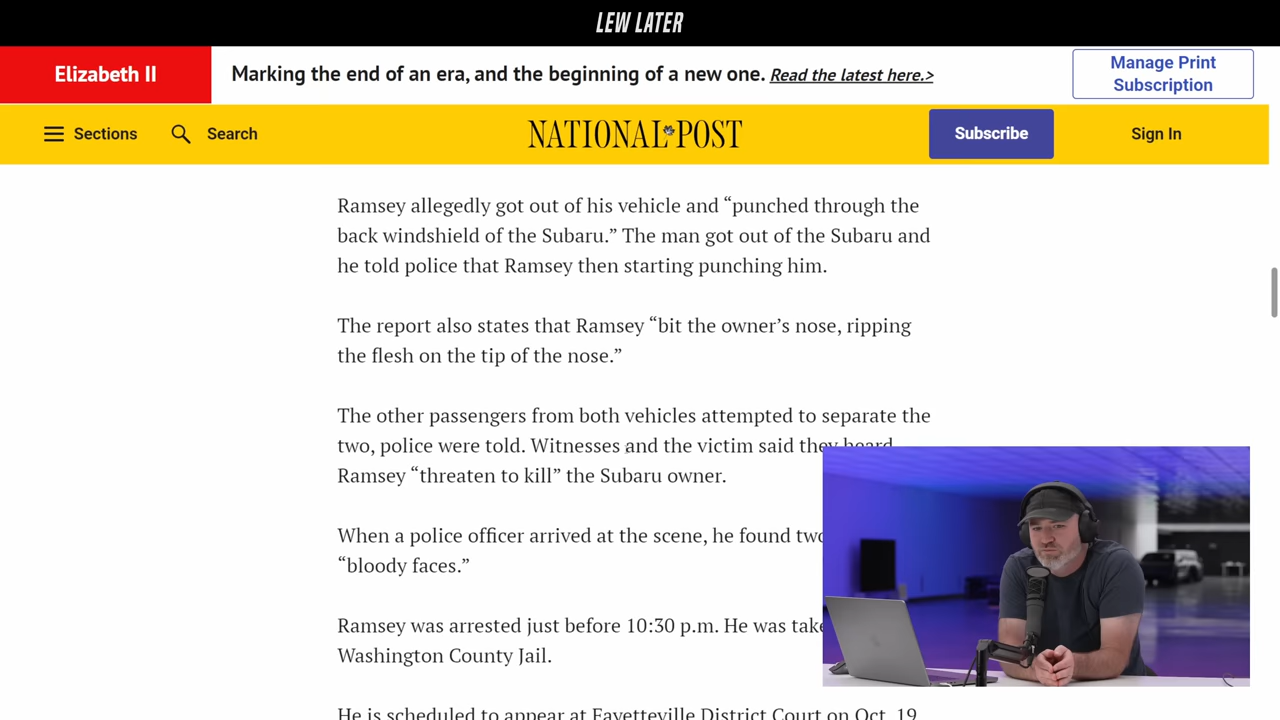 LEW LATER
Elizabeth II
Marking the end of an era, and the beginning of a new one. Read the latest here.>
Manage Print
Subscription
Sections
Search
NATIONAL POST
Subscribe
Sign In
Ramsey allegedly got out of his vehicle and “punched through the
back windshield of the Subaru.” The man got out of the Subaru and
he told police that Ramsey then starting punching him.
The report also states that Ramsey “bit the owner’s nose, ripping
the flesh on the tip of the nose.”
The other passengers from both vehicles attempted to separate the
two, police were told. Witnesses and the victim said they heard
Ramsey “threaten to kill” the Subaru owner.
When a police officer arrived at the scene, he found
“bloody faces.”
Ramsey was arrested just before 10:30 p.m. He was
Washington County Jail.
He is scheduled to appear at Fayetteville District Court on Oct. 19